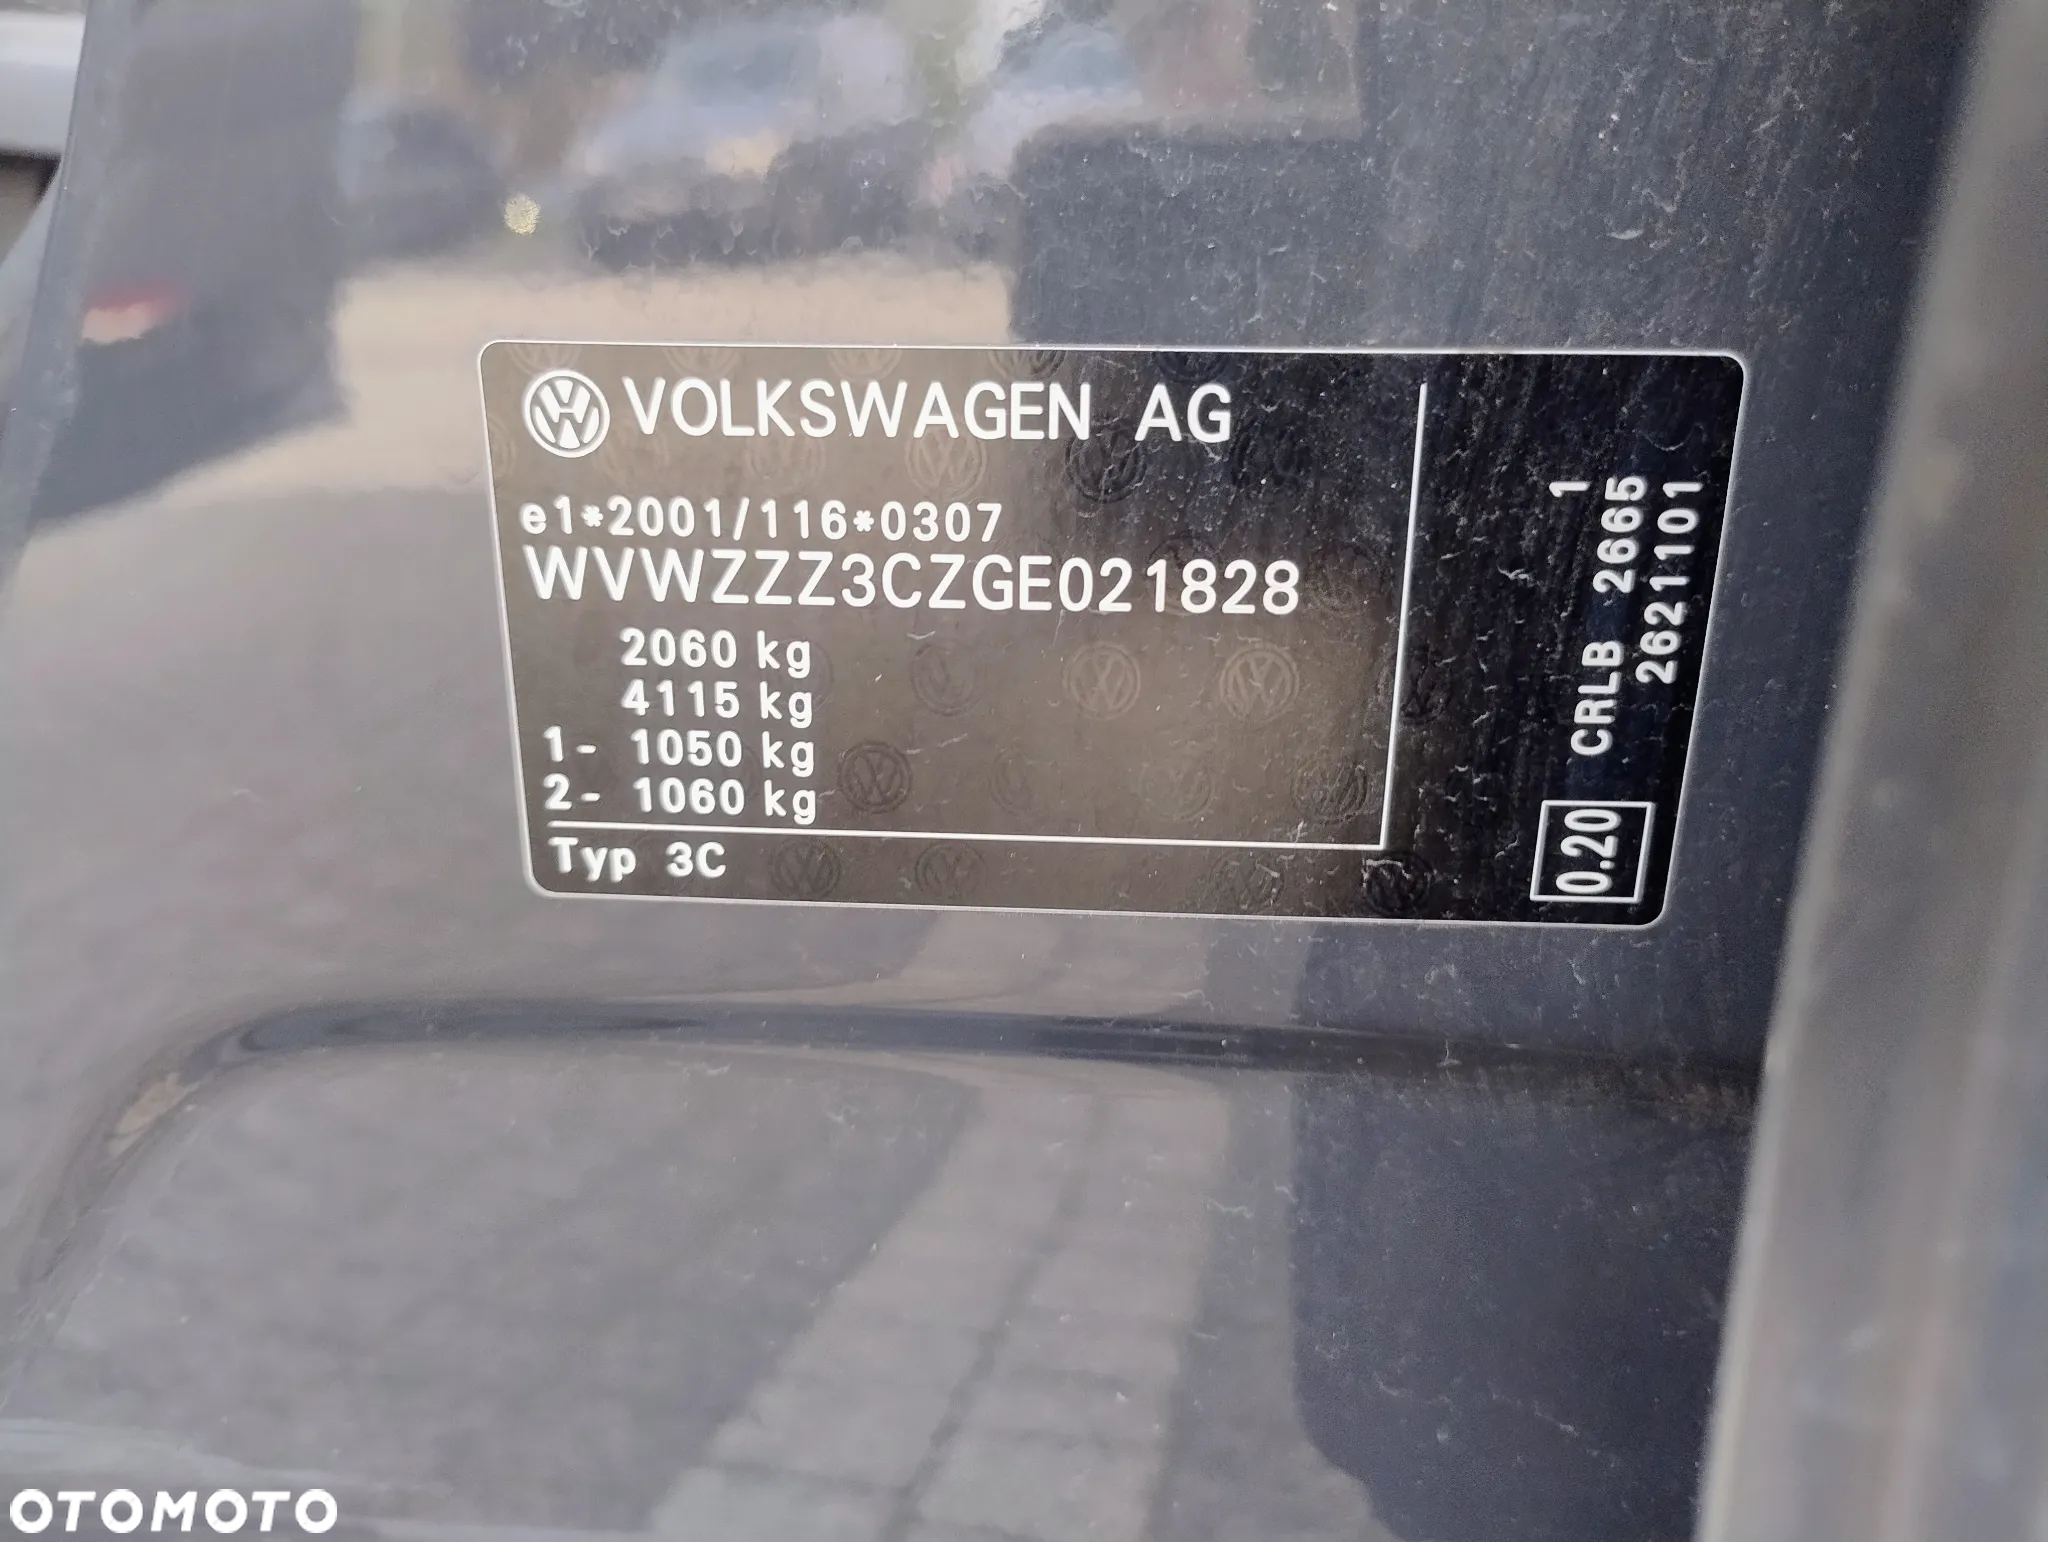 VOLKSWAGEN AG
e1*2001/116*0307
WVWZZZ3CZGE021828
2060 kg
4115 kg
1- 1050 kg
2- 1060 kg
Typ 3C
1
CRLB 2665
2621101
0.20
OTOMOTO